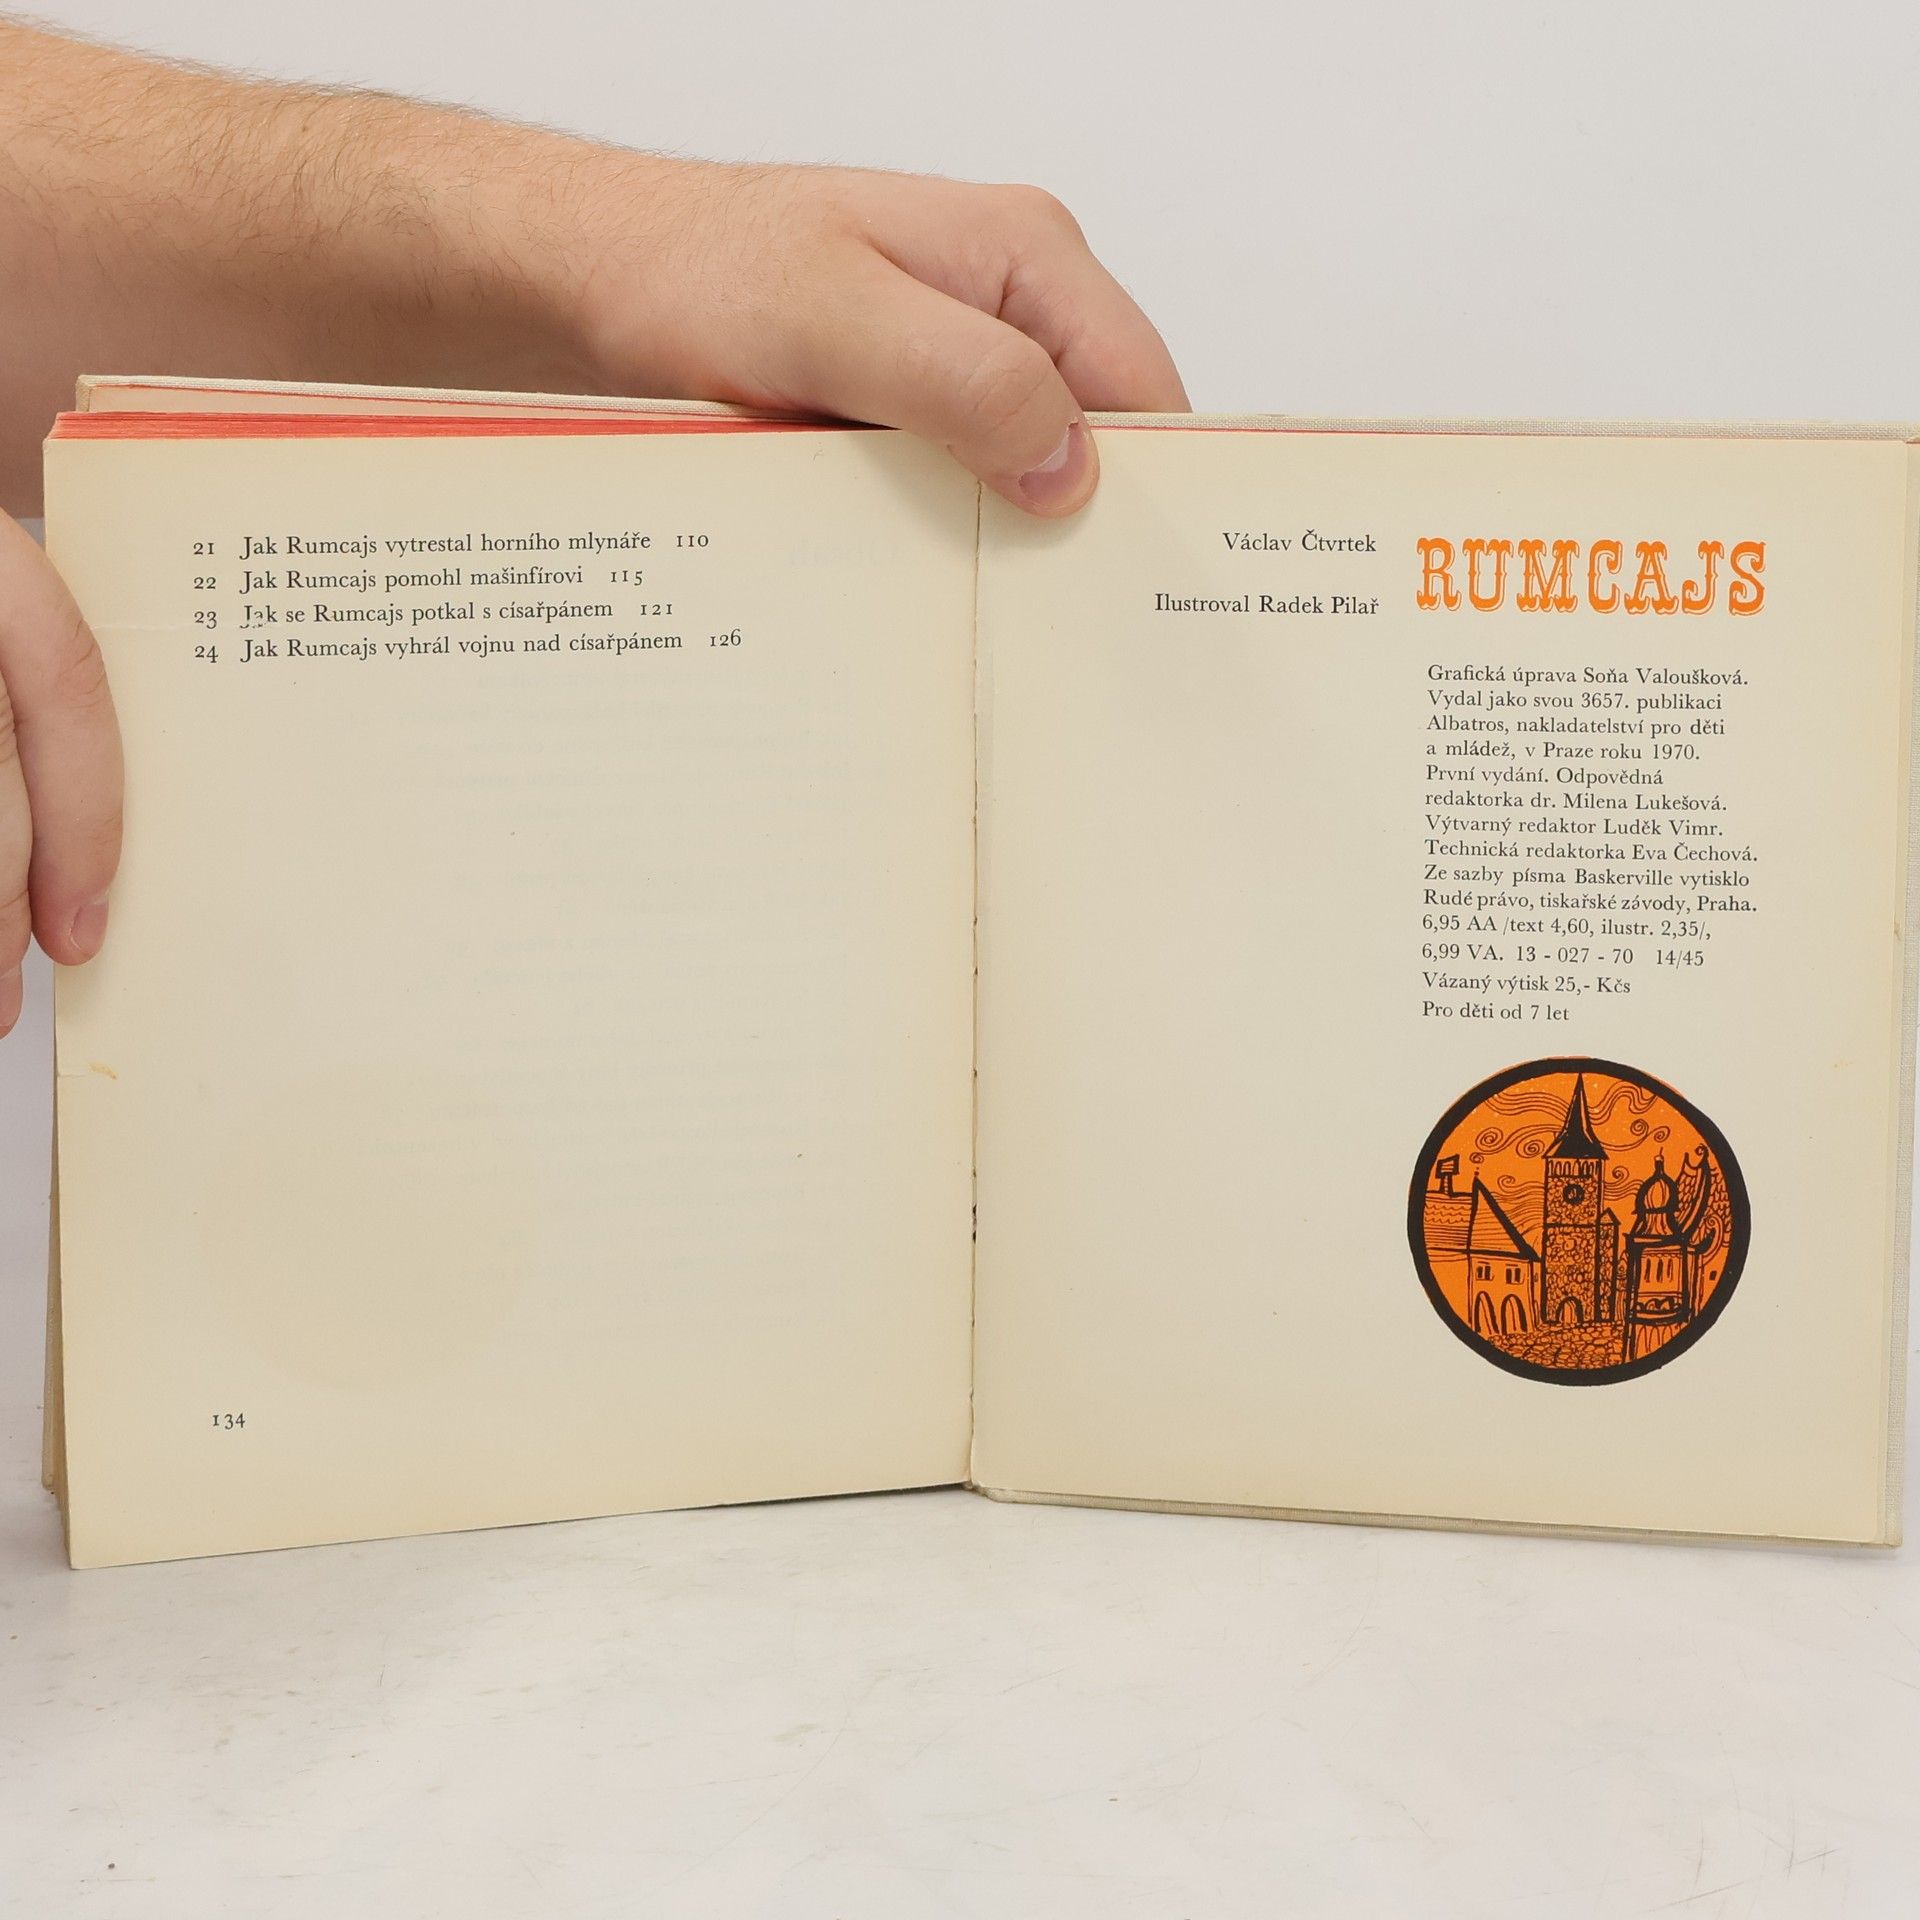 21 Jak Rumcajs vytrestal horního mlynáře 110
22 Jak Rumcajs pomohl mašinfírovi 115
23 Jak se Rumcajs potkal s císařpánem 121
24 Jak Rumcajs vyhrál vojnu nad císařpánem 126
134
Václav Čtvrtek
RUMCAJS
Ilustroval Radek Pilař
Grafická úprava Soňa Valoušková.
Vydal jako svou 3657. publikaci
Albatros, nakladatelství pro děti
a mládež, v Praze roku 1970.
První vydání. Odpovědná
redaktorka dr. Milena Lukešová.
Výtvarný redaktor Luděk Vimr.
Technická redaktorka Eva Čechová.
Ze sazby písma Baskerville vytisklo
Rudé právo, tiskařské závody, Praha.
6,95 AA /text 4,60, ilustr. 2,35/,
6,99 VA. 13 - 027 - 70 14/45
Vázaný výtisk 25,- Kčs
Pro děti od 7 let